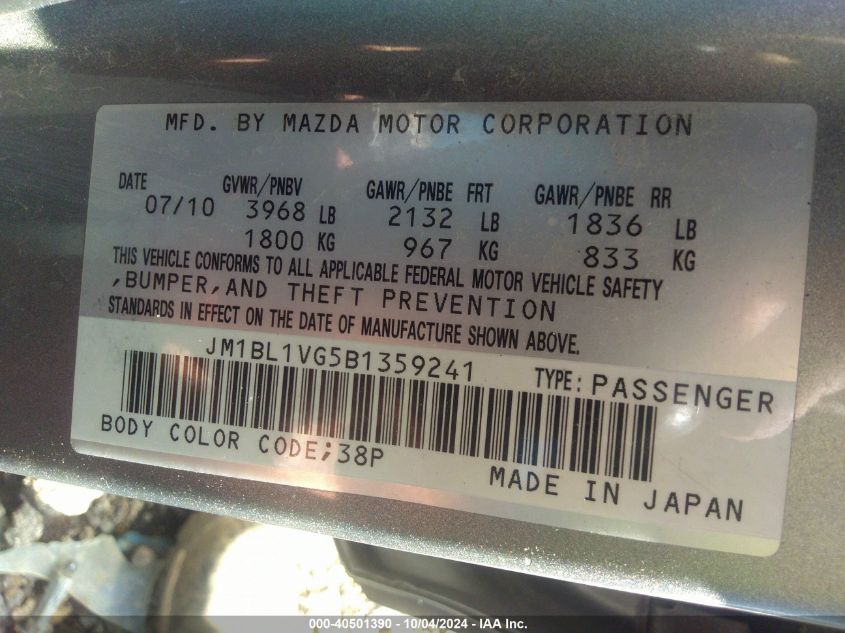 MFD. BY MAZDA MOTOR CORPORATION
DATE GVWR/PNBV GAWR/PNBE FRT GAWR/PNBE RR
07/10 3968 LB 2132 LB 1836 LB
1800 KG 967 KG 833 KG
THIS VEHICLE CONFORMS TO ALL APPLICABLE FEDERAL MOTOR VEHICLE SAFETY
,BUMPER,AND THEFT PREVENTION
STANDARDS IN EFFECT ON THE DATE OF MANUFACTURE SHOWN ABOVE.
JM1BL1VG5B1359241 TYPE: PASSENGER
BODY COLOR CODE;38P
MADE IN JAPAN
000-40501390 - 10/04/2024 - IAA Inc.